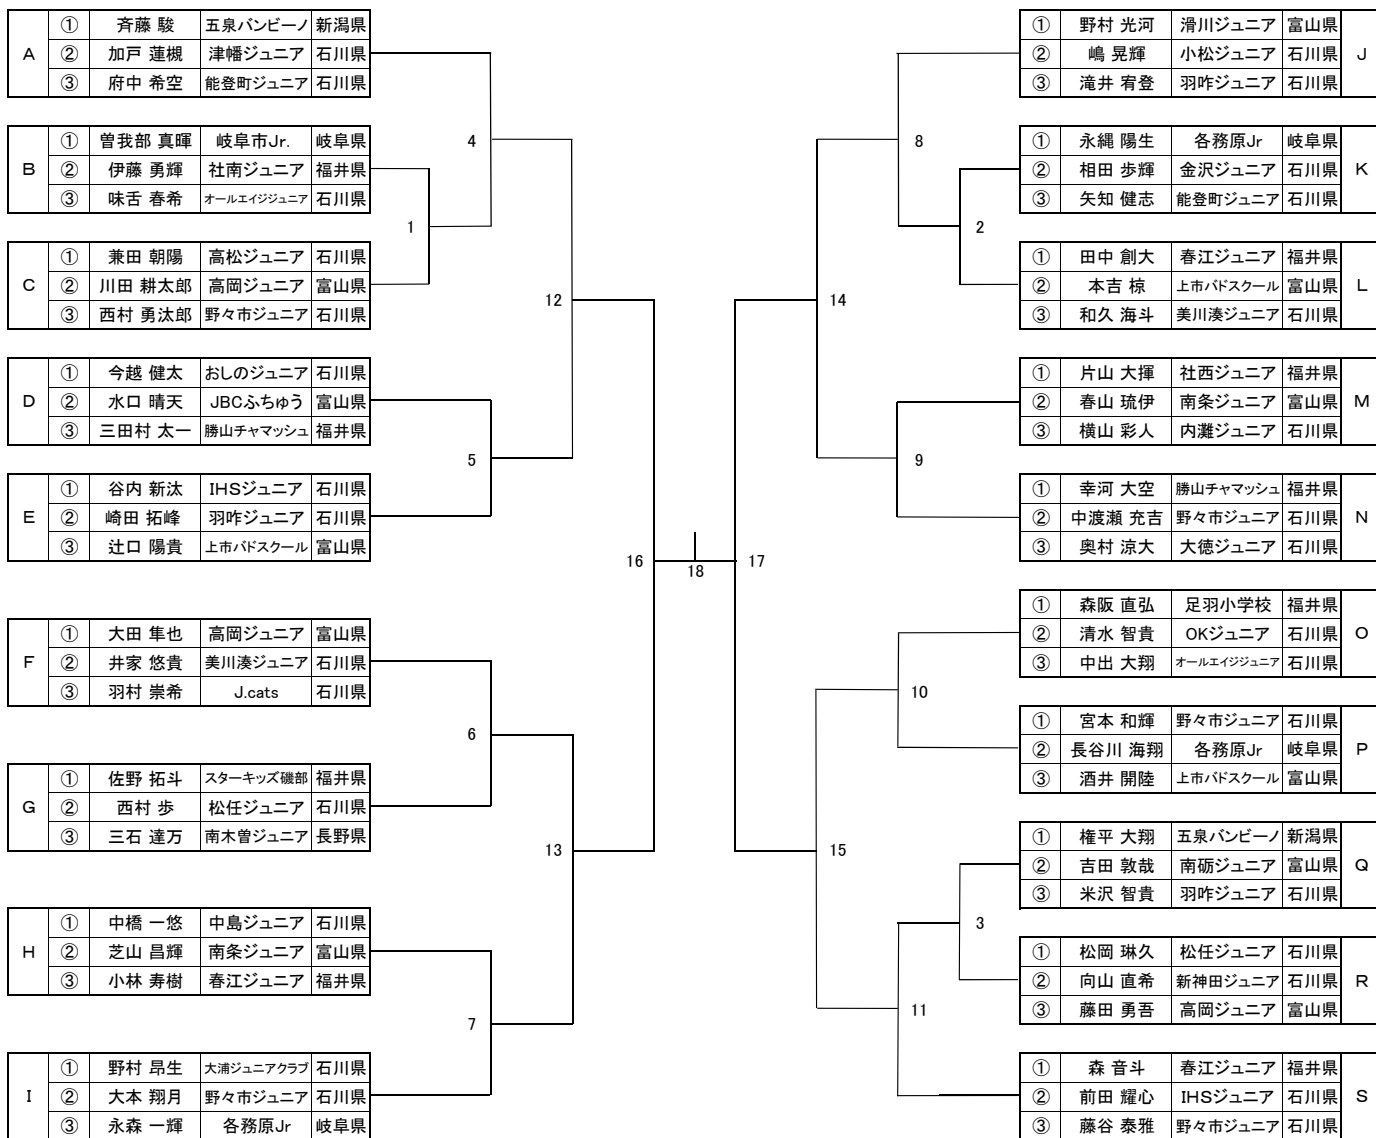 A
① 斉藤 駿 五泉バンビーノ 新潟県
② 加戸 蓮槻 津幡ジュニア 石川県
③ 府中 希空 能登町ジュニア 石川県
B
① 曽我部 真暉 岐阜市Jr. 岐阜県
② 伊藤 勇輝 社南ジュニア 福井県
③ 味舌 春希 オールエイジジュニア 石川県
C
① 兼田 朝陽 高松ジュニア 石川県
② 川田 耕太郎 高岡ジュニア 富山県
③ 西村 勇汰郎 野々市ジュニア 石川県
D
① 今越 健太 おしのジュニア 石川県
② 水口 晴天 JBCふちゅう 富山県
③ 三田村 太一 勝山チャマッシュ 福井県
E
① 谷内 新汰 IHSジュニア 石川県
② 崎田 拓峰 羽咋ジュニア 石川県
③ 辻口 陽貴 上市バドスクール 富山県
F
① 大田 隼也 高岡ジュニア 富山県
② 井家 悠貴 美川湊ジュニア 石川県
③ 羽村 崇希 J.cats 石川県
G
① 佐野 拓斗 スターキッズ磯部 福井県
② 西村 歩 松任ジュニア 石川県
③ 三石 達万 南木曽ジュニア 長野県
H
① 中橋 一悠 中島ジュニア 石川県
② 芝山 昌輝 南条ジュニア 富山県
③ 小林 寿樹 春江ジュニア 福井県
I
① 野村 昂生 大浦ジュニアクラブ 石川県
② 大本 翔月 野々市ジュニア 石川県
③ 永森 一輝 各務原Jr 岐阜県
4
1
12
5
16
6
13
7
18
17
8
2
14
9
10
15
3
11
① 野村 光河 滑川ジュニア 富山県
② 嶋 晃輝 小松ジュニア 石川県
③ 滝井 宥登 羽咋ジュニア 石川県
J
① 永縄 陽生 各務原Jr 岐阜県
② 相田 歩輝 金沢ジュニア 石川県
③ 矢知 健志 能登町ジュニア 石川県
K
① 田中 創大 春江ジュニア 福井県
② 本吉 椋 上市バドスクール 富山県
③ 和久 海斗 美川湊ジュニア 石川県
L
① 片山 大揮 社西ジュニア 福井県
② 春山 琉伊 南条ジュニア 富山県
③ 横山 彩人 内灘ジュニア 石川県
M
① 幸河 大空 勝山チャマッシュ 福井県
② 中渡瀬 充吉 野々市ジュニア 石川県
③ 奥村 涼大 大徳ジュニア 石川県
N
① 森阪 直弘 足羽小学校 福井県
② 清水 智貴 OKジュニア 石川県
③ 中出 大翔 オールエイジジュニア 石川県
O
① 宮本 和輝 野々市ジュニア 石川県
② 長谷川 海翔 各務原Jr 岐阜県
③ 酒井 開陸 上市バドスクール 富山県
P
① 権平 大翔 五泉バンビーノ 新潟県
② 吉田 敦哉 南砺ジュニア 富山県
③ 米沢 智貴 羽咋ジュニア 石川県
Q
① 松岡 琳久 松任ジュニア 石川県
② 向山 直希 新神田ジュニア 石川県
③ 藤田 勇吾 高岡ジュニア 富山県
R
① 森 音斗 春江ジュニア 福井県
② 前田 耀心 IHSジュニア 石川県
③ 藤谷 泰雅 野々市ジュニア 石川県
S